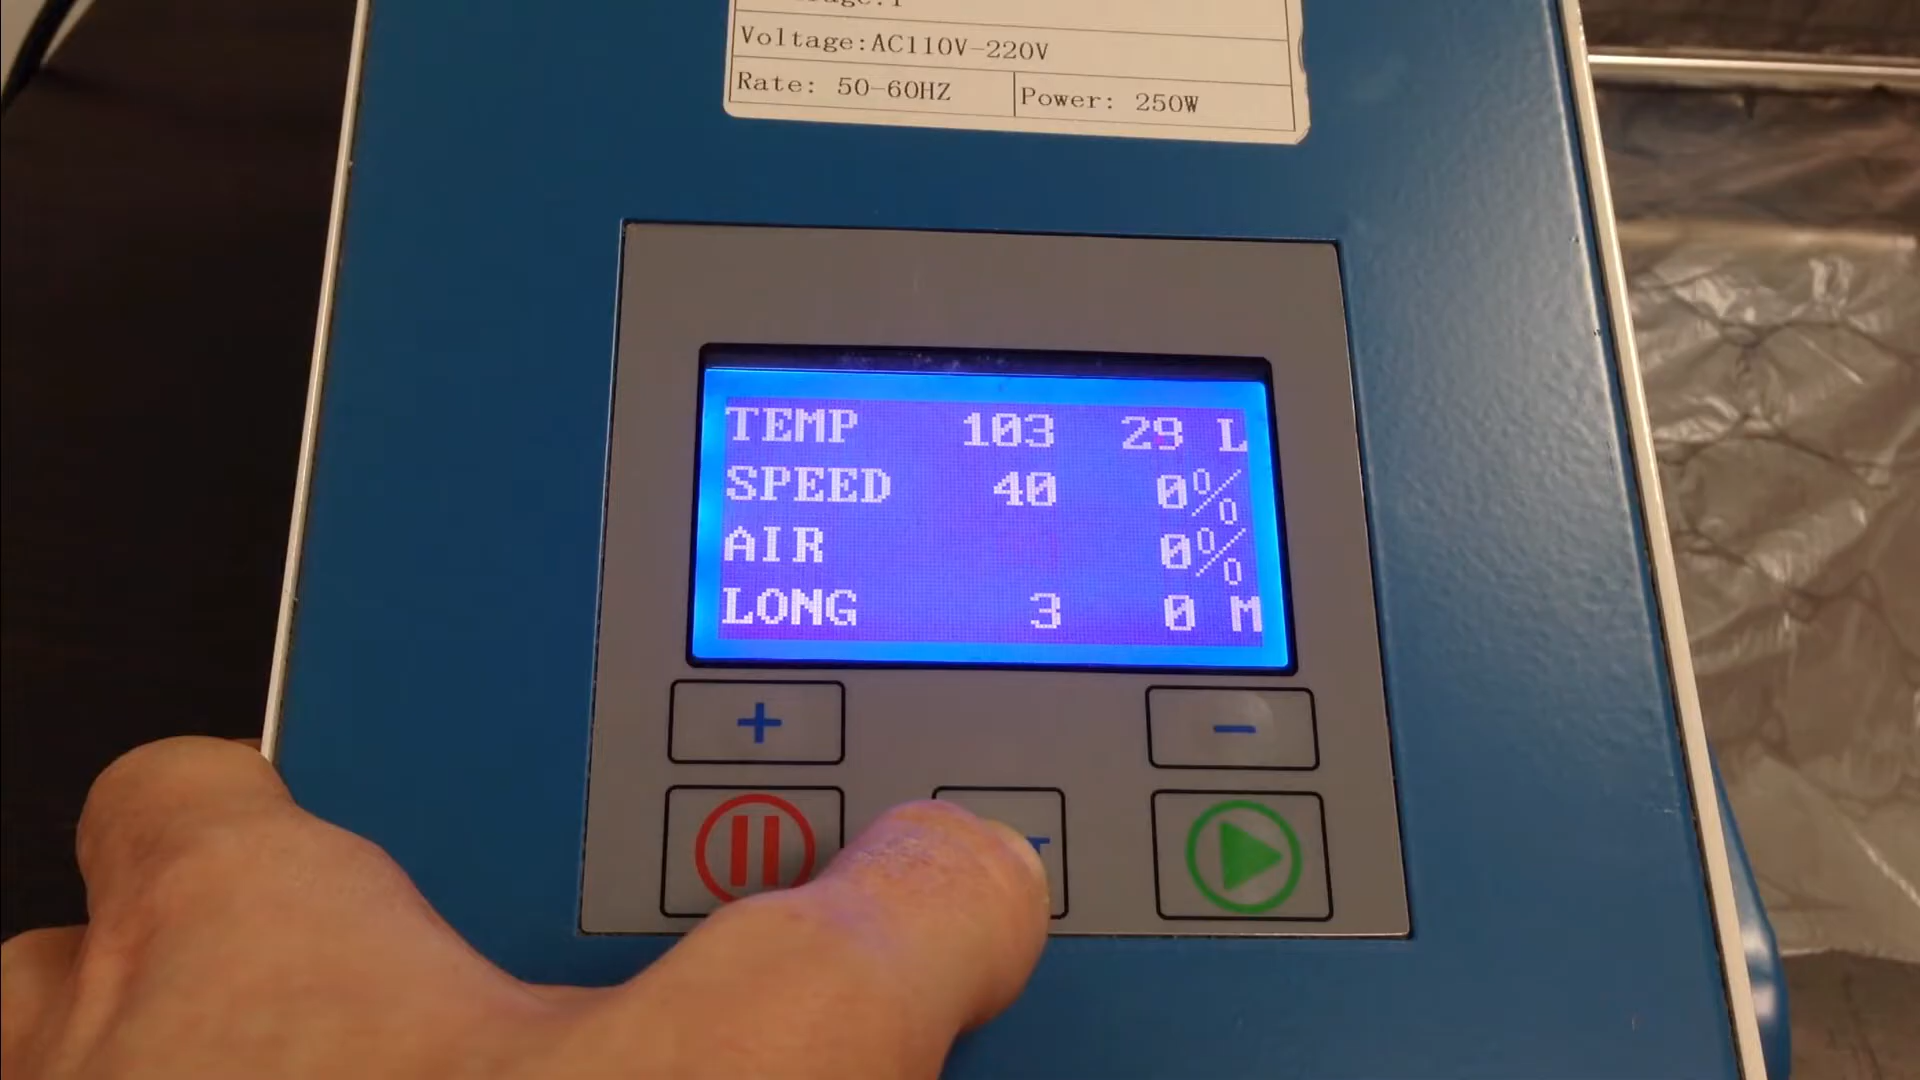 Voltage:AC110V-220V
Rate: 50-60HZ Power: 250W
TEMP 103 29 L
SPEED 40 0%
AIR 0%
LONG 3 0 M
+ -